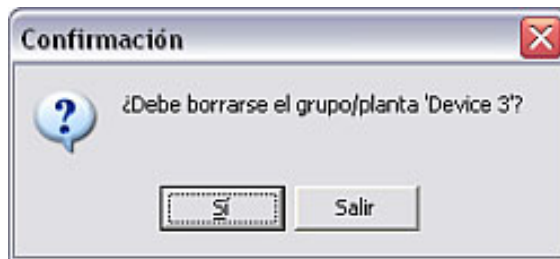 Confirmación
¿Debe borrarse el grupo/planta 'Device 3'?
Sí
Salir